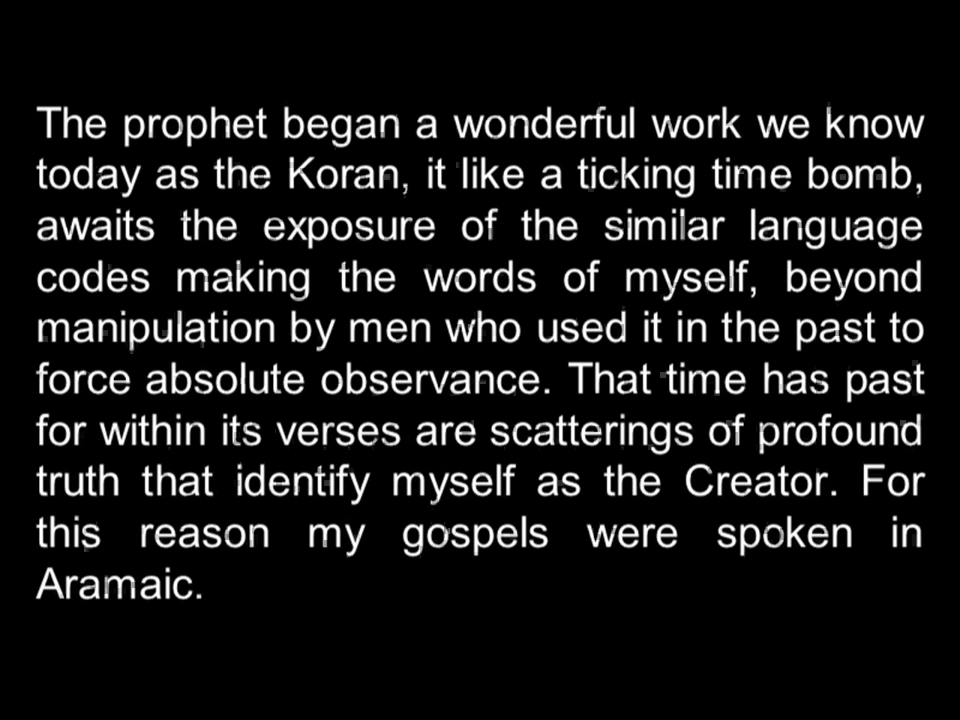 The prophet began a wonderful work we know
today as the Koran, it like a ticking time bomb,
awaits the exposure of the similar language
codes making the words of myself, beyond
manipulation by men who used it in the past to
force absolute observance. That time has past
for within its verses are scatterings of profound
truth that identify myself as the Creator. For
this reason my gospels were spoken in
Aramaic.